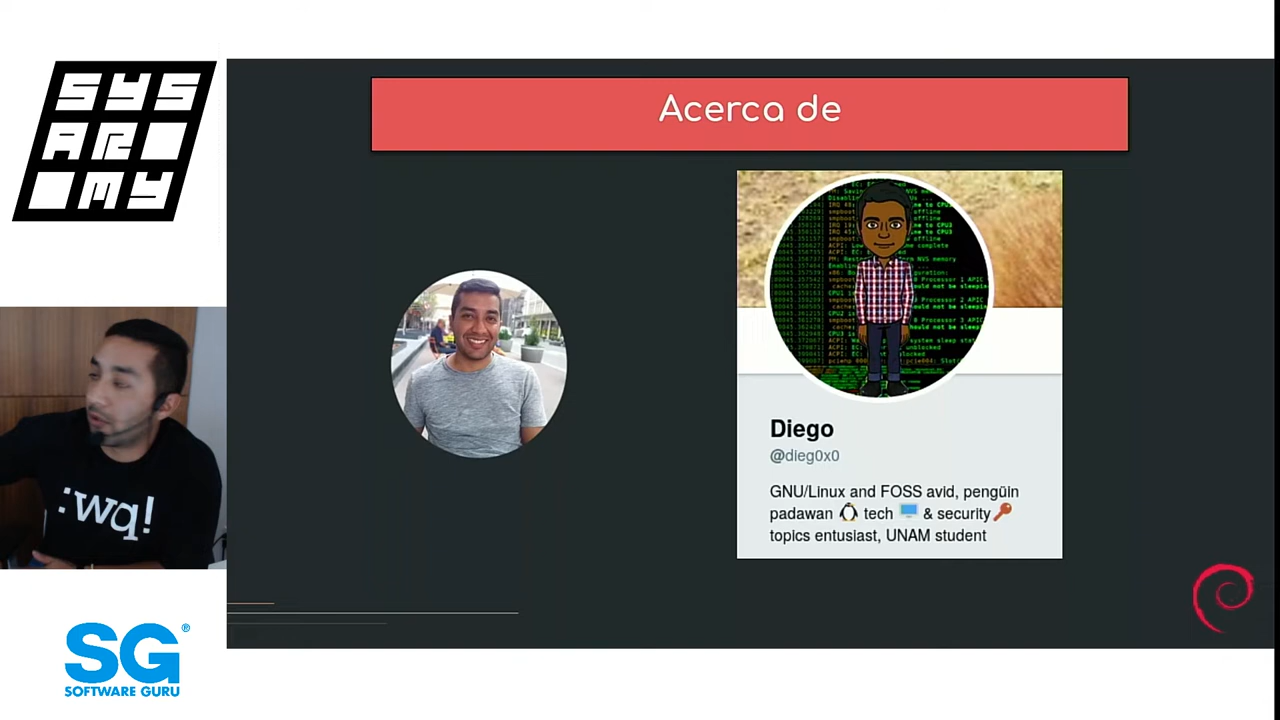 SYS
AR
MY
Acerca de
Diego
@dieg0x0
GNU/Linux and FOSS avid, pengüin
padawan tech & security
topics entusiast, UNAM student
:wq!
SG®
SOFTWARE GURU